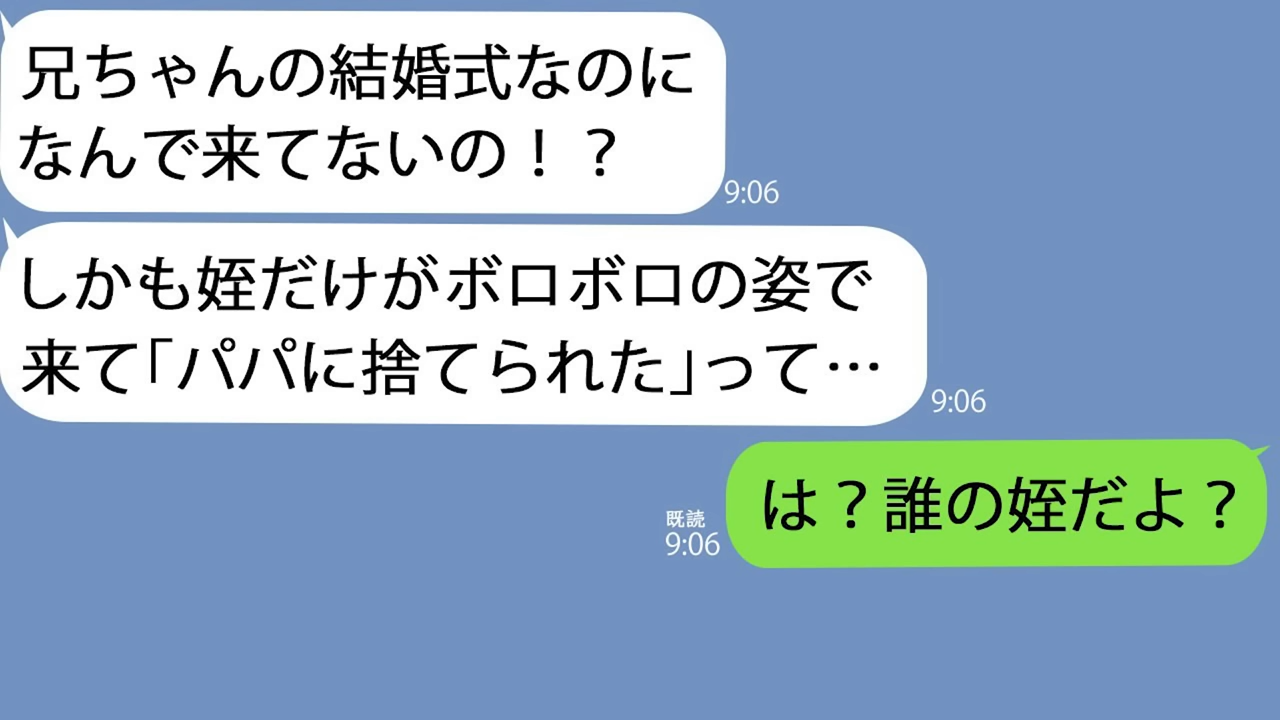 兄ちゃんの結婚式なのに
なんで来てないの！？
9:06
しかも姪だけがボロボロの姿で
来て「パパに捨てられた」って…
9:06
は？誰の姪だよ？
既読
9:06